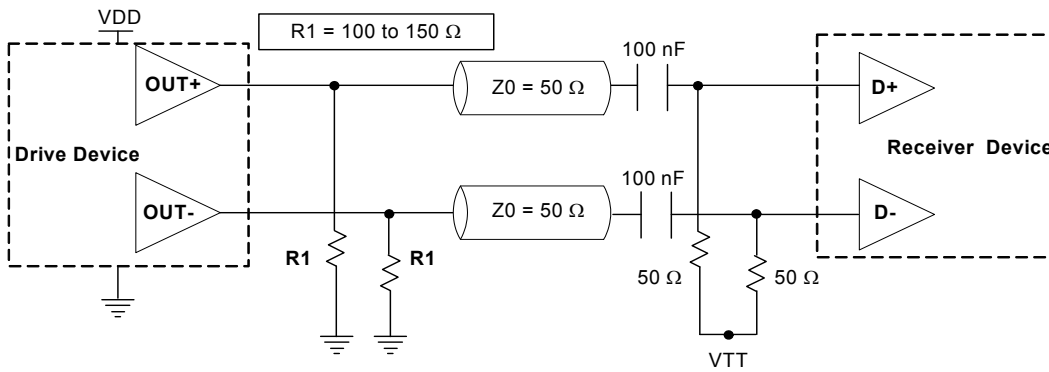 VDD
R1 = 100 to 150 Ω
100 nF
OUT+
Z0 = 50 Ω
D+
Drive Device
Receiver Device
100 nF
OUT-
Z0 = 50 Ω
D-
R1
R1
50 Ω
50 Ω
VTT